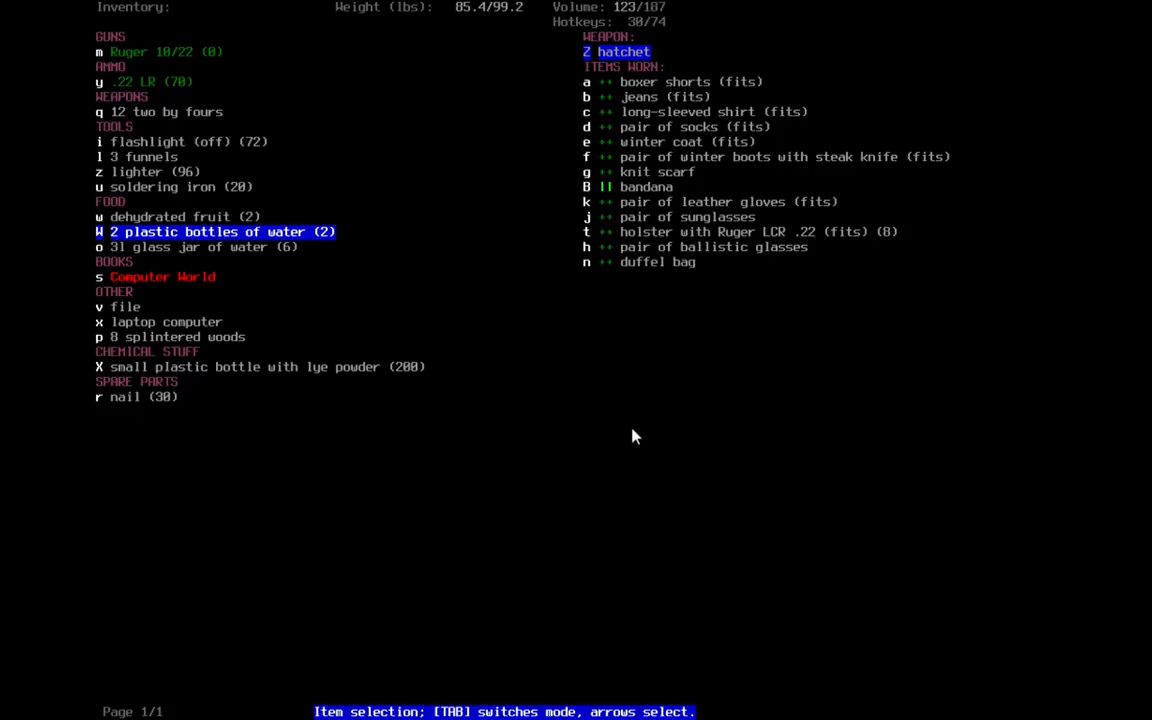 Inventory: Weight (lbs): 85.4/99.2 Volume: 123/187
Hotkeys: 30/74
GUNS
m Ruger 10/22 (0)
AMMO
y .22 LR (70)
WEAPONS
q 12 two by fours
TOOLS
i flashlight (off) (72)
l 3 funnels
z lighter (96)
u soldering iron (20)
FOOD
w dehydrated fruit (2)
W 2 plastic bottles of water (2)
o 3l glass jar of water (6)
BOOKS
s Computer World
OTHER
v file
x laptop computer
p 8 splintered woods
CHEMICAL STUFF
X small plastic bottle with lye powder (200)
SPARE PARTS
r nail (30)
WEAPON:
Z hatchet
ITEMS WORN:
a ++ boxer shorts (fits)
b ++ jeans (fits)
c ++ long-sleeved shirt (fits)
d ++ pair of socks (fits)
e ++ winter coat (fits)
f ++ pair of winter boots with steak knife (fits)
g ++ knit scarf
B || bandana
k ++ pair of leather gloves (fits)
j ++ pair of sunglasses
t ++ holster with Ruger LCR .22 (fits) (8)
h ++ pair of ballistic glasses
n ++ duffel bag
Page 1/1 Item selection; [TAB] switches mode, arrows select.